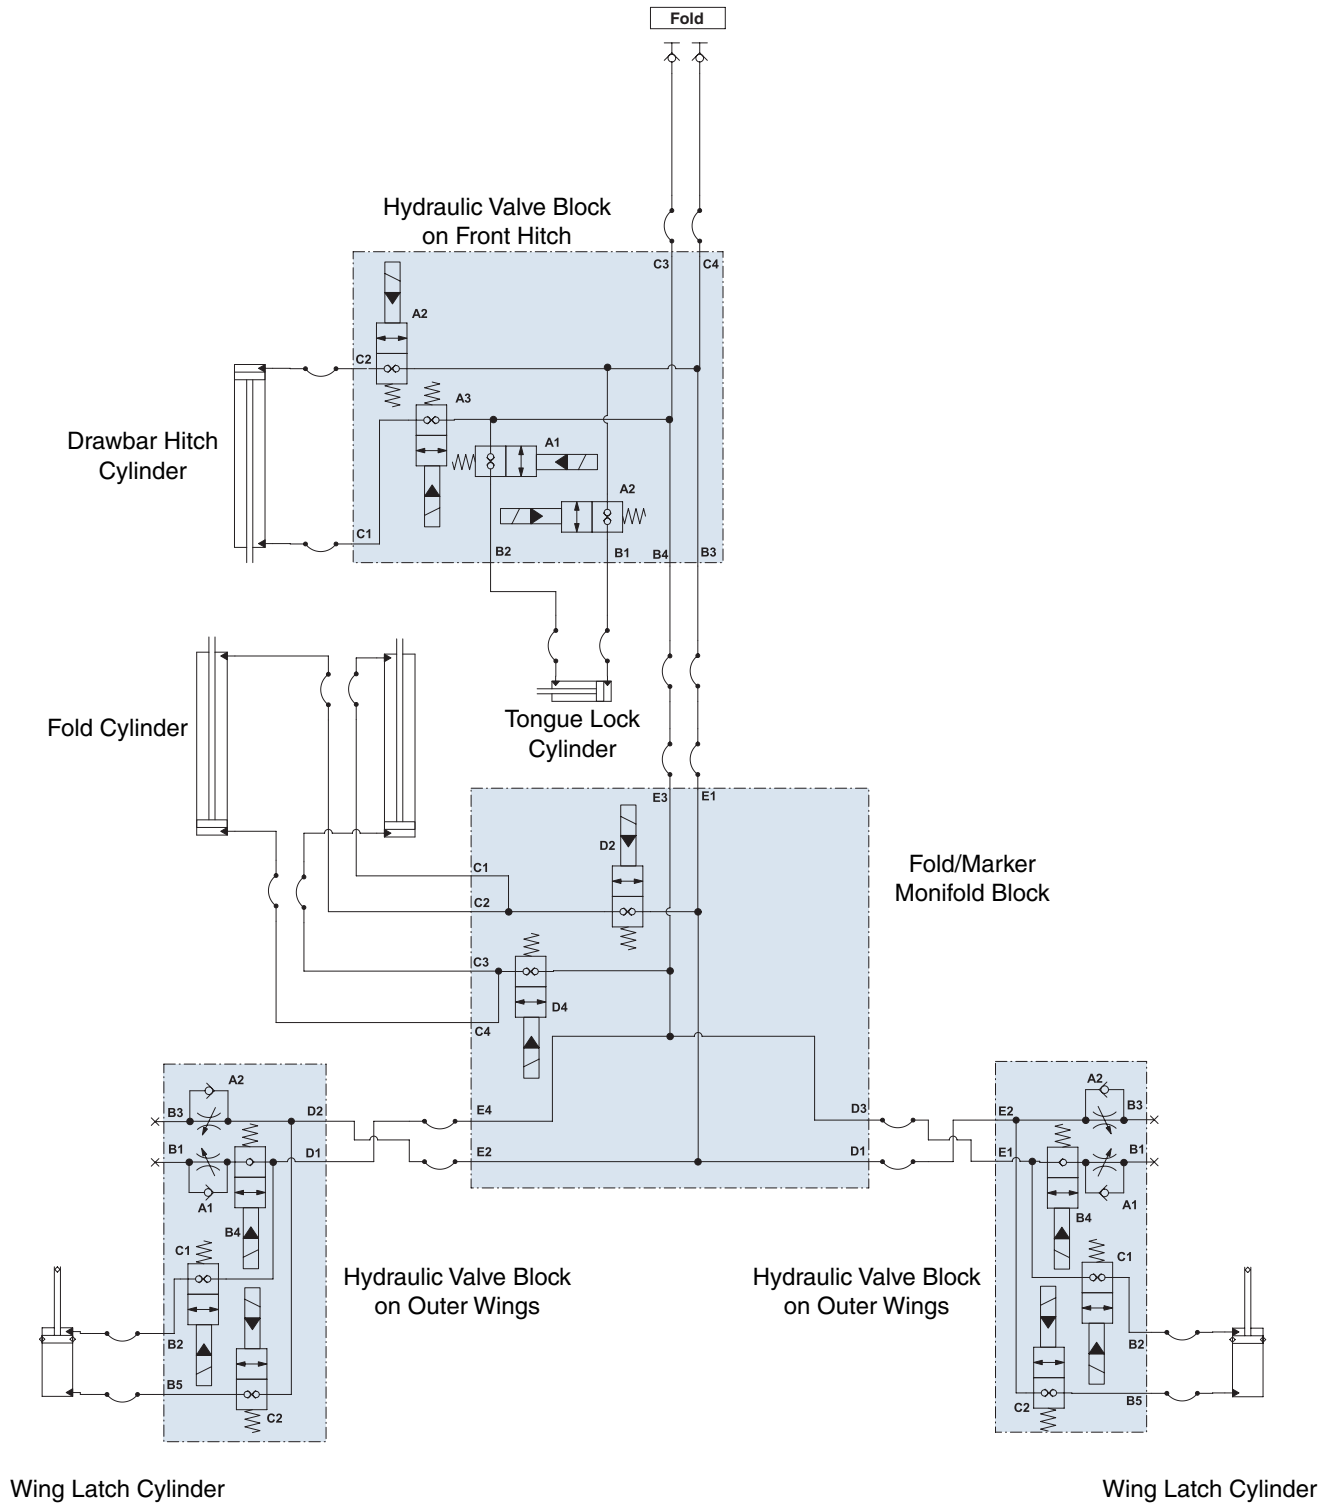 Fold
Hydraulic Valve Block
on Front Hitch
C3
C4
A2
C2
A3
A1
A2
Drawbar Hitch
Cylinder
C1
B2
B1
B4
B3
Fold Cylinder
Tongue Lock
Cylinder
E3
E1
D2
C1
C2
Fold/Marker
Monifold Block
C3
D4
C4
A2
B3
D2
E4
D3
E2
A2
B3
B1
D1
E2
D1
E1
B1
A1
B4
A1
B4
C1
C1
Hydraulic Valve Block
on Outer Wings
Hydraulic Valve Block
on Outer Wings
B2
B2
B5
C2
C2
B5
Wing Latch Cylinder
Wing Latch Cylinder